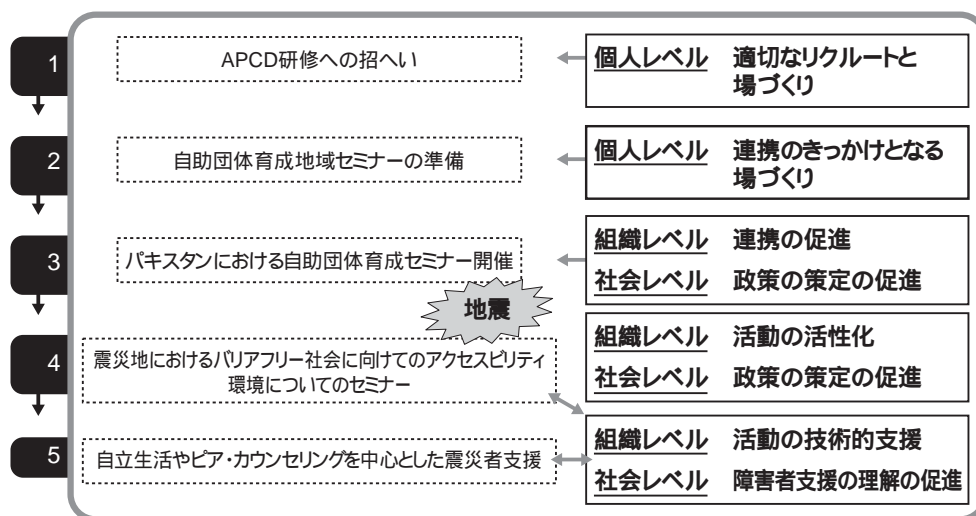 1
APCD研修への招へい
個人レベル 適切なリクルートと
場づくり
2
自助団体育成地域セミナーの準備
個人レベル 連携のきっかけとなる
場づくり
3
パキスタンにおける自助団体育成セミナー開催
組織レベル 連携の促進
社会レベル 政策の策定の促進
地震
4
震災地におけるバリアフリー社会に向けてのアクセスビリティ
環境についてのセミナー
組織レベル 活動の活性化
社会レベル 政策の策定の促進
5
自立生活やピア・カウンセリングを中心とした震災者支援
組織レベル 活動の技術的支援
社会レベル 障害者支援の理解の促進